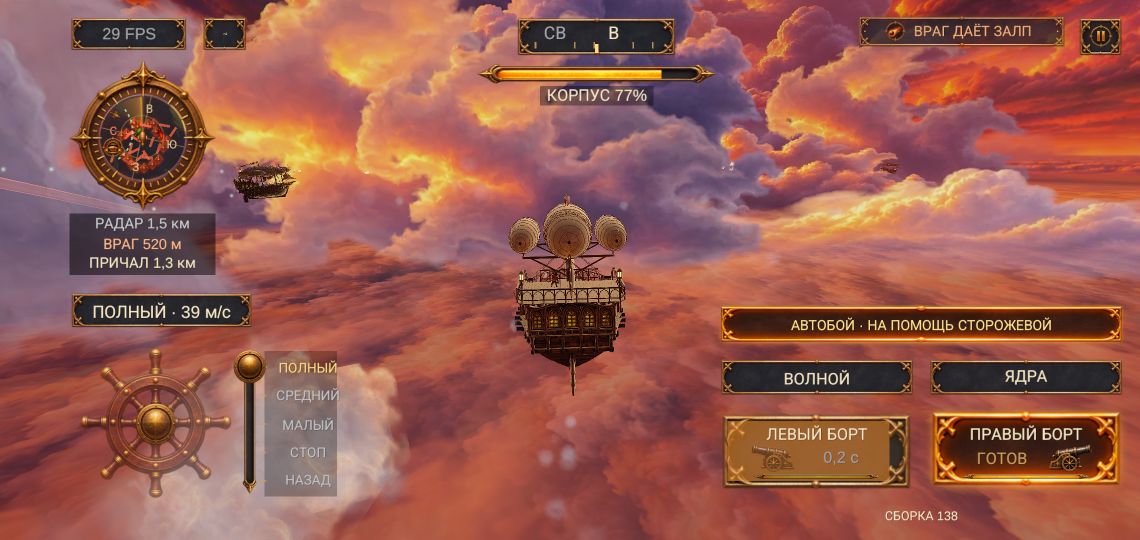 29 FPS
СВ В
ВРАГ ДАЁТ ЗАЛП
КОРПУС 77%
В
С
Ю
З
РАДАР 1,5 км
ВРАГ 520 м
ПРИЧАЛ 1,3 км
ПОЛНЫЙ · 39 м/с
ПОЛНЫЙ
СРЕДНИЙ
МАЛЫЙ
СТОП
НАЗАД
АВТОБОЙ · НА ПОМОЩЬ СТОРОЖЕВОЙ
ВОЛНОЙ
ЯДРА
ЛЕВЫЙ БОРТ
0,2 с
ПРАВЫЙ БОРТ
ГОТОВ
СБОРКА 138